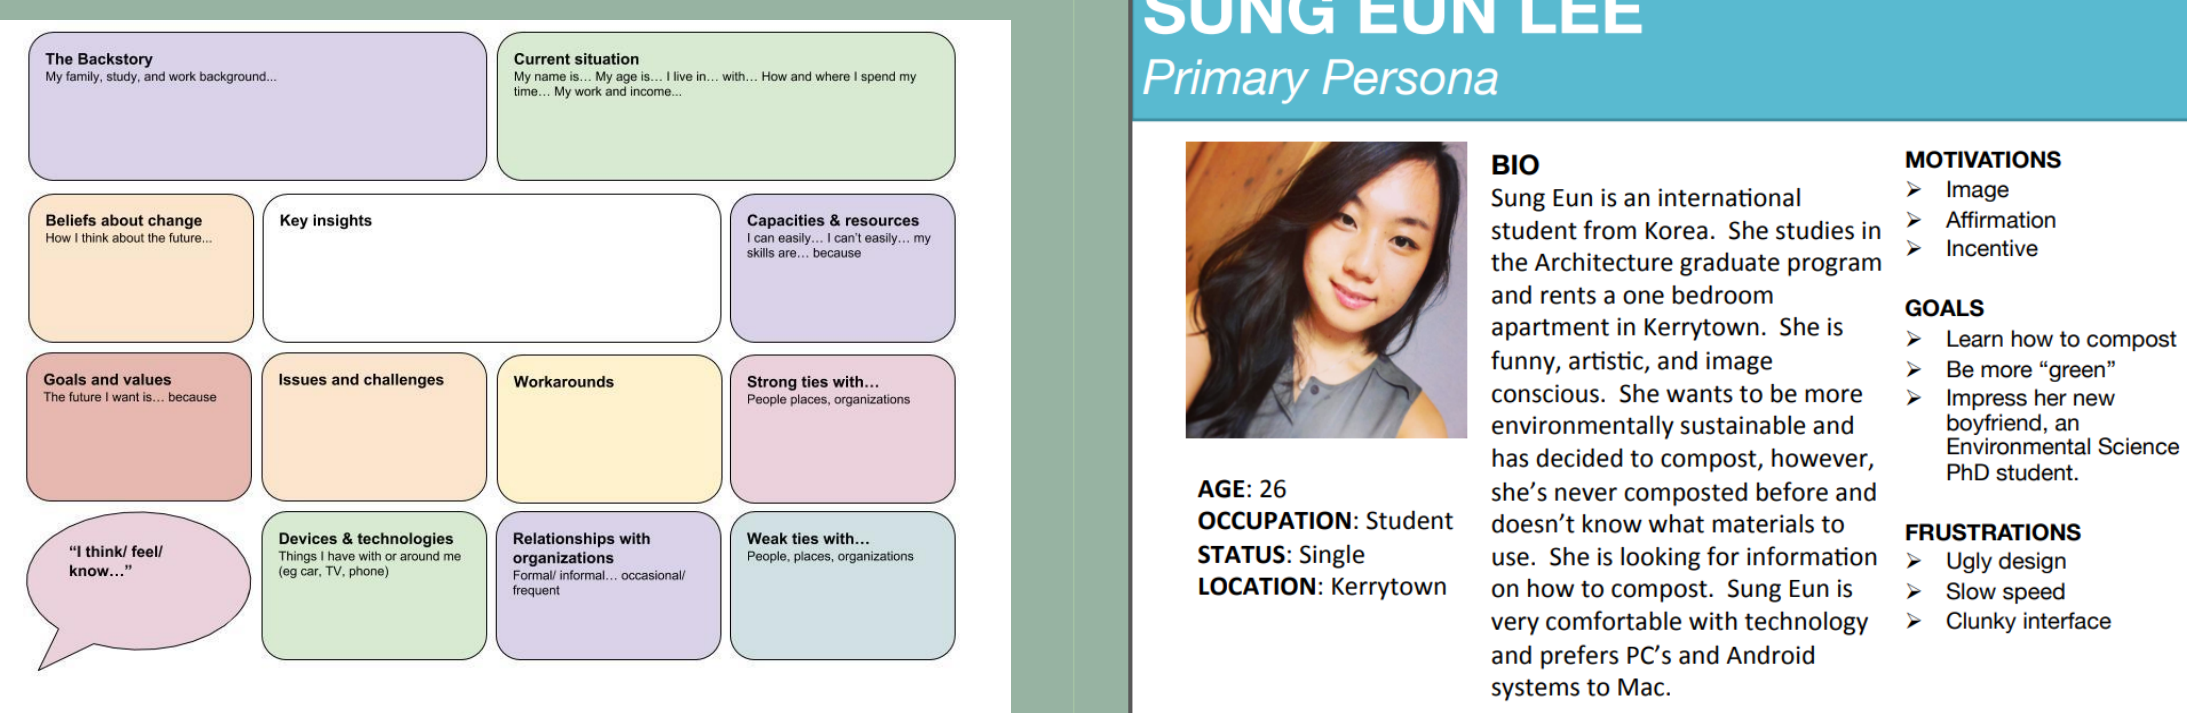 The Backstory
My family, study, and work background...
Current situation
My name is... My age is... I live in... with... How and where I spend my
time... My work and income...
Beliefs about change
How I think about the future...
Key insights
Capacities & resources
I can easily... I can't easily... my
skills are... because
Goals and values
The future I want is... because
Issues and challenges
Workarounds
Strong ties with...
People places, organizations
"I think/ feel/
know..."
Devices & technologies
Things I have with or around me
(eg car, TV, phone)
Relationships with
organizations
Formal/ informal... occasional/
frequent
Weak ties with...
People, places, organizations
SUNG EUN LEE
Primary Persona
AGE: 26
OCCUPATION: Student
STATUS: Single
LOCATION: Kerrytown
BIO
Sung Eun is an international
student from Korea. She studies in
the Architecture graduate program
and rents a one bedroom
apartment in Kerrytown. She is
funny, artistic, and image
conscious. She wants to be more
environmentally sustainable and
has decided to compost, however,
she's never composted before and
doesn't know what materials to
use. She is looking for information
on how to compost. Sung Eun is
very comfortable with technology
and prefers PC's and Android
systems to Mac.
MOTIVATIONS
➢ Image
➢ Affirmation
➢ Incentive
GOALS
➢ Learn how to compost
➢ Be more “green”
➢ Impress her new
boyfriend, an
Environmental Science
PhD student.
FRUSTRATIONS
➢ Ugly design
➢ Slow speed
➢ Clunky interface